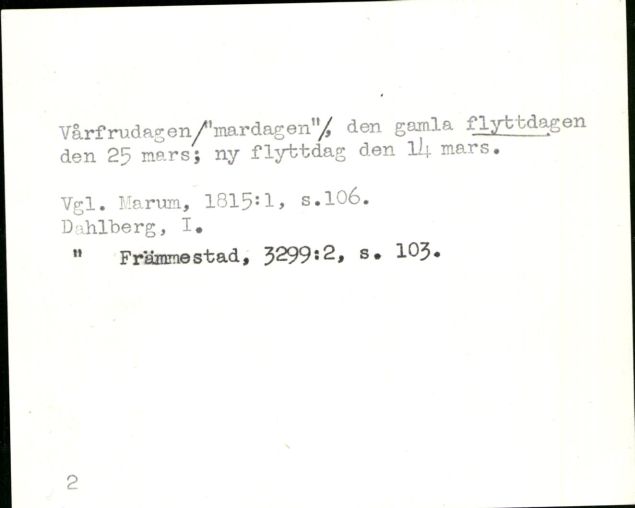 Vårfrudagen/"mardagen"/, den gamla flyttdagen
den 25 mars; ny flyttdag den 14 mars.
Vgl. Marum, 1815:1, s.106.
Dahlberg, I.
" Främmestad, 3299:2, s. 103.
2